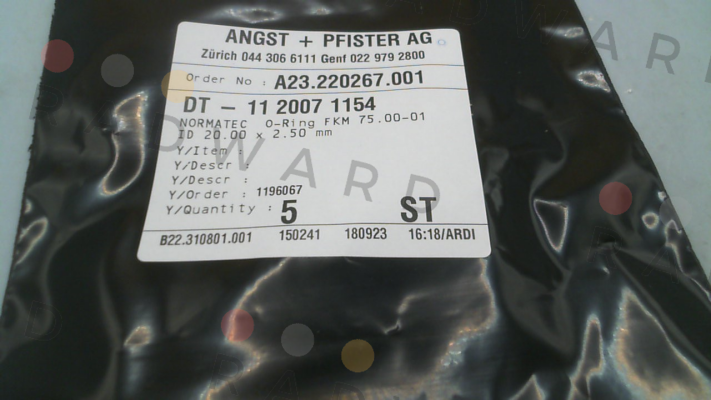 ANGST + PFISTER AG
Zürich 044 306 6111 Genf 022 979 2800
Order No : A23.220267.001
DT - 11 2007 1154
NORMATEC O-Ring FKM 75.00-01
ID 20.00 x 2.50 mm
Y/Item :
Y/Descr :
Y/Descr :
Y/Order : 1196067
Y/Quantity : 5 ST
B22.310801.001 150241 180923 16:18/ARDI